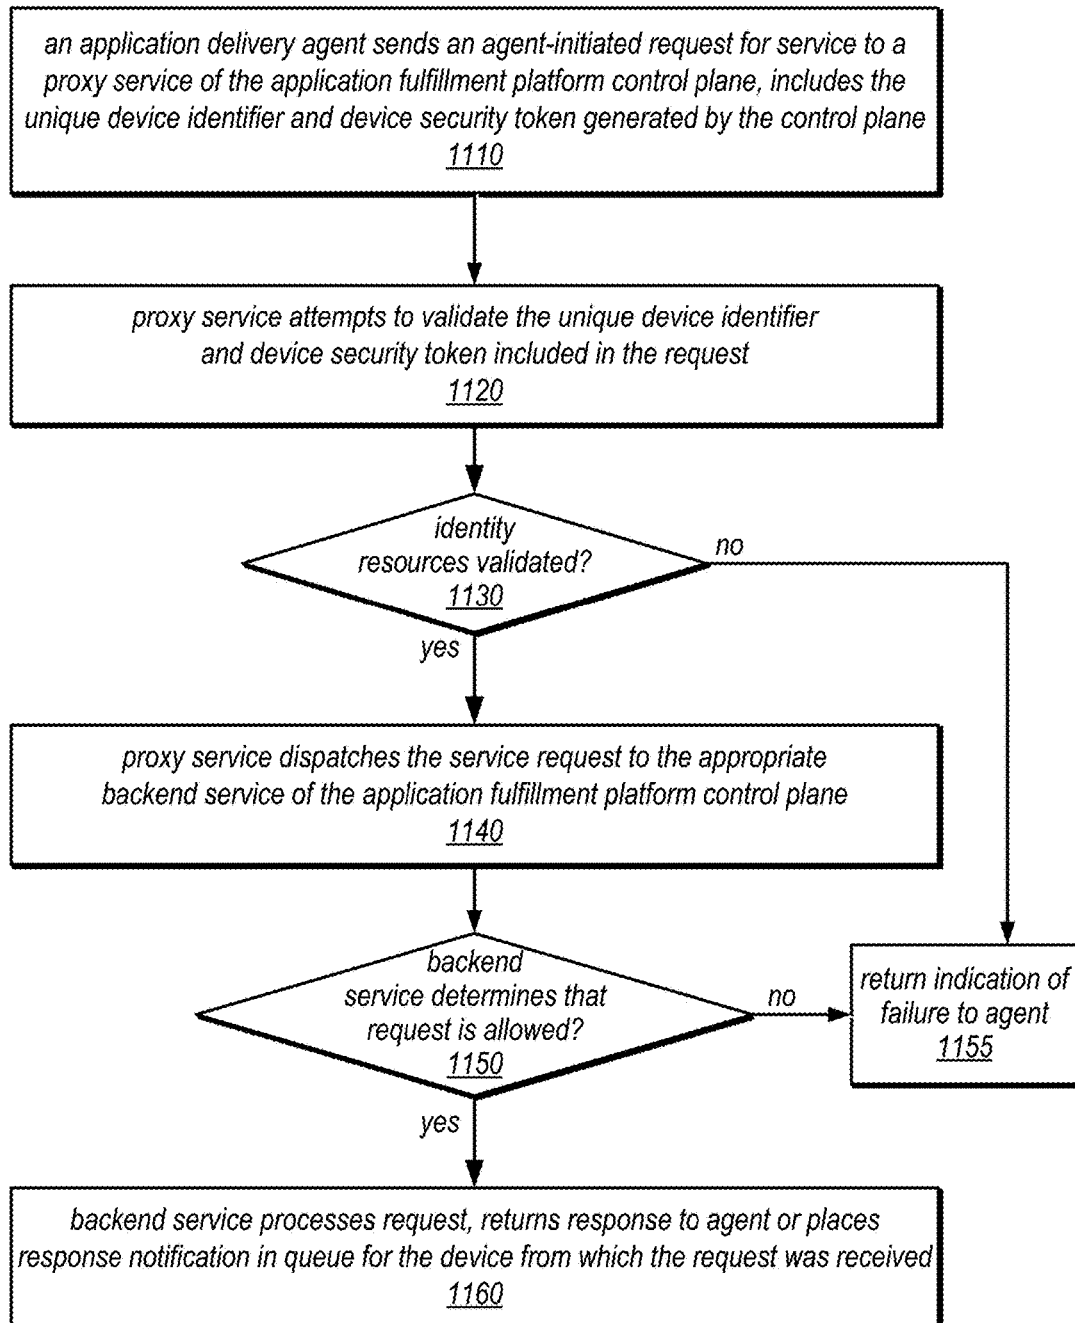 an application delivery agent sends an agent-initiated request for service to a
proxy service of the application fulfillment platform control plane, includes the
unique device identifier and device security token generated by the control plane
1110
proxy service attempts to validate the unique device identifier
and device security token included in the request
1120
identity
resources validated?
1130
no
yes
proxy service dispatches the service request to the appropriate
backend service of the application fulfillment platform control plane
1140
backend
service determines that
request is allowed?
1150
no
return indication of
failure to agent
1155
yes
backend service processes request, returns response to agent or places
response notification in queue for the device from which the request was received
1160